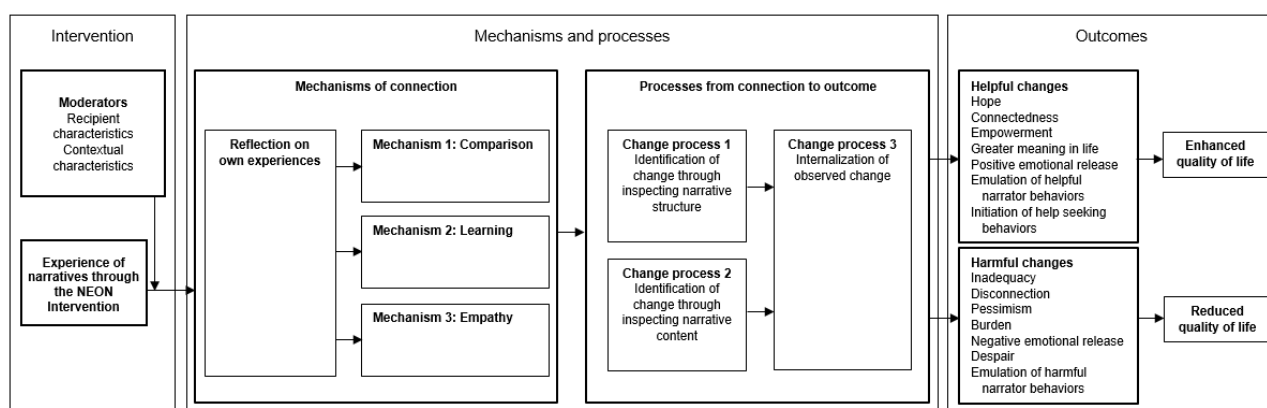 Intervention
Mechanisms and processes
Outcomes
Moderators
Recipient
characteristics
Contextual
characteristics
Experience of
narratives through
the NEON
Intervention
Mechanisms of connection
Reflection on
own experiences
Mechanism 1: Comparison
Mechanism 2: Learning
Mechanism 3: Empathy
Processes from connection to outcome
Change process 1
Identification of
change through
inspecting narrative
structure
Change process 2
Identification of
change through
inspecting narrative
content
Change process 3
Internalization of
observed change
Helpful changes
Hope
Connectedness
Empowerment
Greater meaning in life
Positive emotional release
Emulation of helpful
narrator behaviors
Initiation of help seeking
behaviors
Enhanced
quality of life
Harmful changes
Inadequacy
Disconnection
Pessimism
Burden
Negative emotional release
Despair
Emulation of harmful
narrator behaviors
Reduced
quality of life